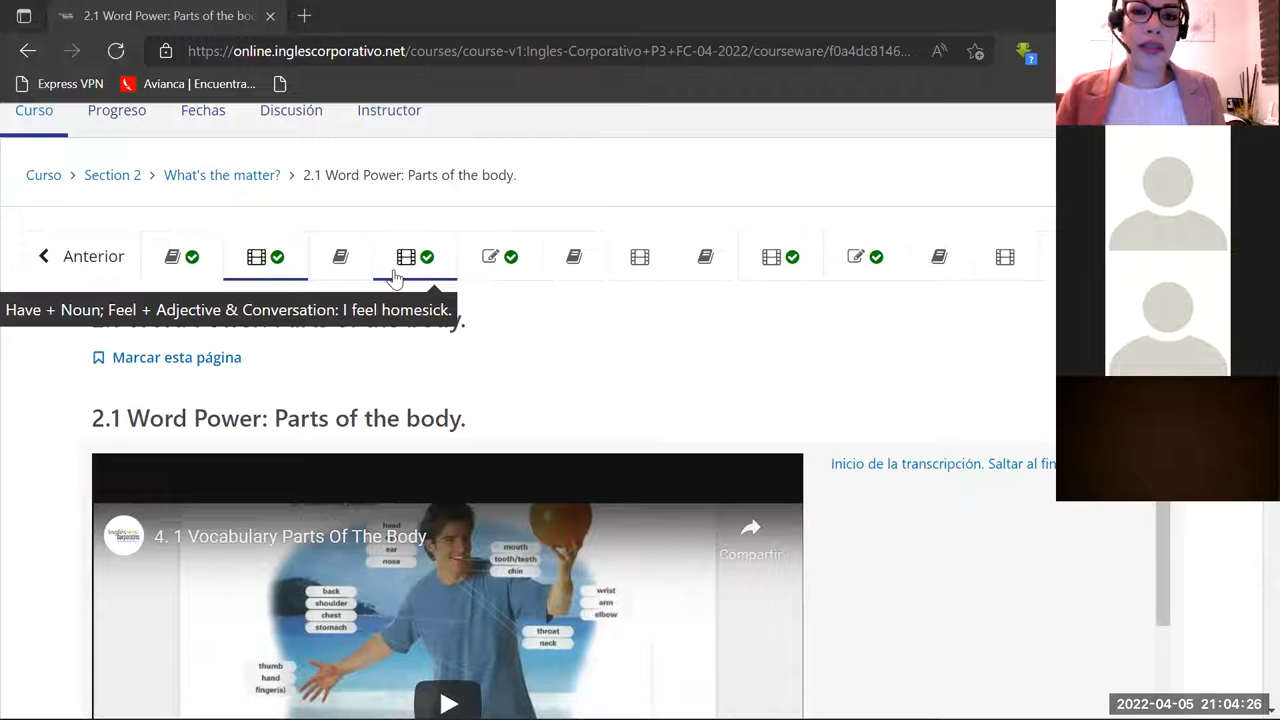 2.1 Word Power: Parts of the bo
https://online.inglescorporativo.net/courses/course-v1:Ingles-Corporativo+P3+FC-04-2022/courseware/0a4dc8146...
Express VPN
Avianca | Encuentra...
Curso
Progreso
Fechas
Discusión
Instructor
Curso > Section 2 > What's the matter? > 2.1 Word Power: Parts of the body.
Anterior
Have + Noun; Feel + Adjective & Conversation: I feel homesick.
Marcar esta página
2.1 Word Power: Parts of the body.
Inicio de la transcripción. Saltar al fin
4. 1 Vocabulary Parts Of The Body
Compartir
head
ear
nose
mouth
tooth/teeth
chin
back
shoulder
chest
stomach
wrist
arm
elbow
throat
neck
thumb
hand
finger(s)
2022-04-05 21:04:26